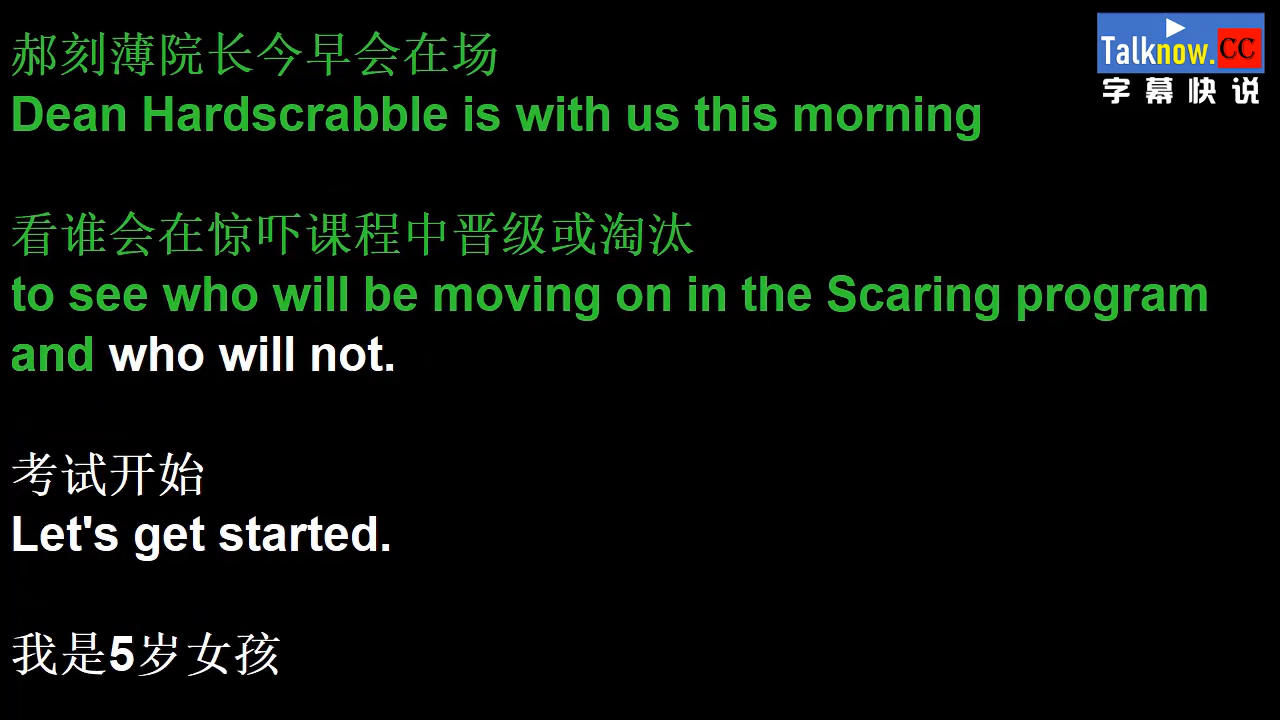 郝刻薄院长今早会在场
Dean Hardscrabble is with us this morning
Talknow.CC
字幕快说
看谁会在惊吓课程中晋级或淘汰
to see who will be moving on in the Scaring program
and who will not.
考试开始
Let's get started.
我是5岁女孩